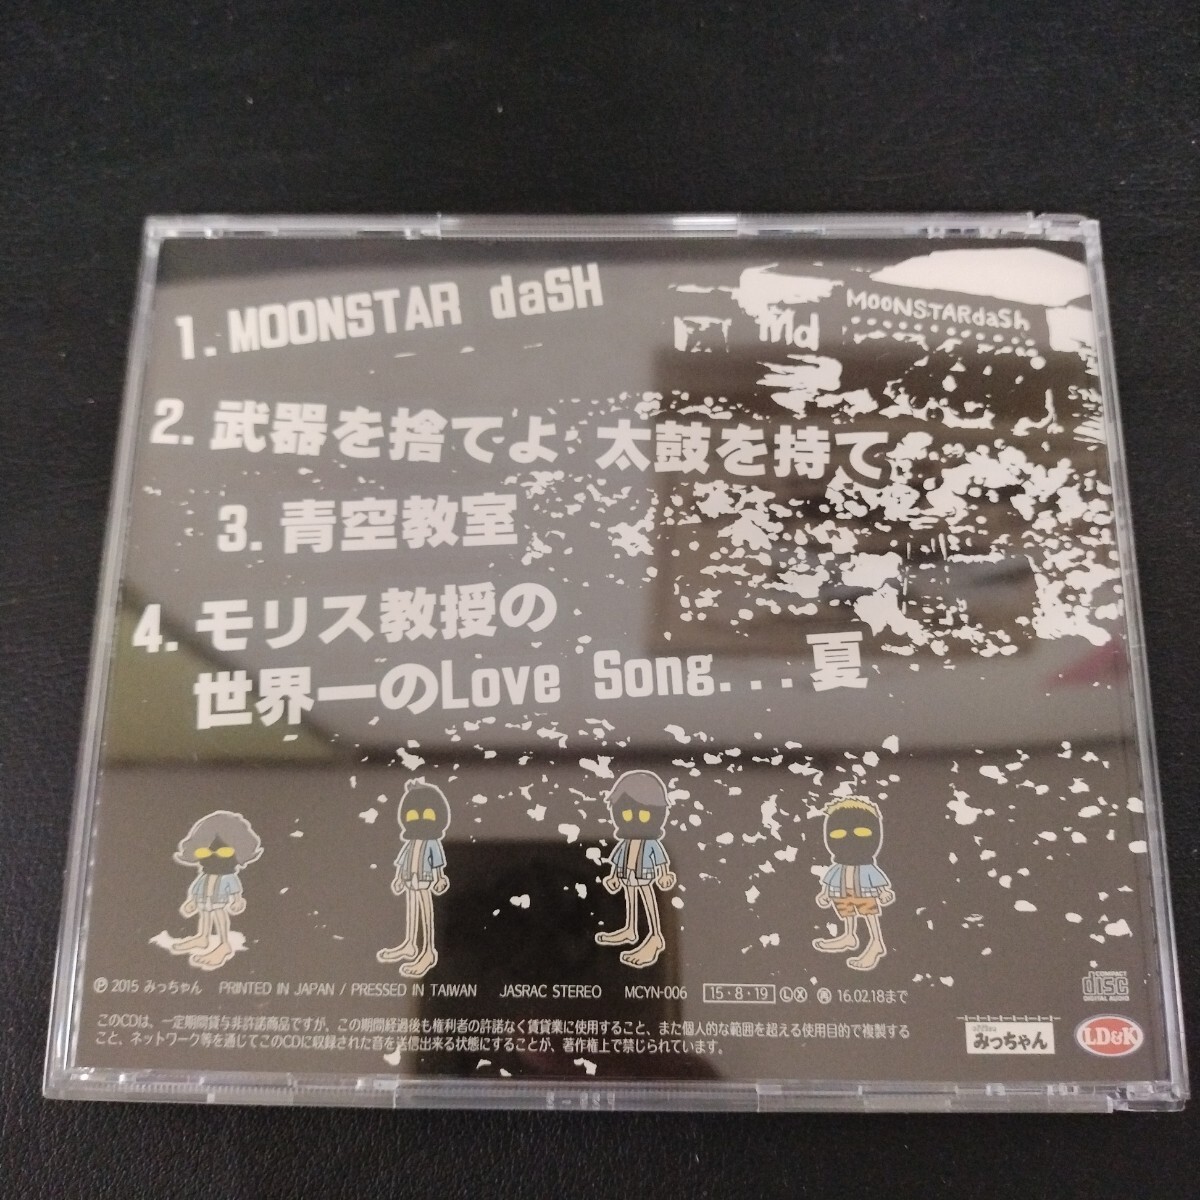 1. MOONSTAR daSH
MOONSTARdaSh
Md
2. 武器を捨てよ 太鼓を持て
3. 青空教室
4. モリス教授の
世界一のLove Song...夏
Ⓟ 2015 みっちゃん PRINTED IN JAPAN / PRESSED IN TAIWAN JASRAC STEREO MCYN-006 15・8・19 Ⓛ Ⓧ 16.02.18まで
COMPACT
disc
DIGITAL AUDIO
このCDは、一定期間貸与非許諾商品ですが、この期間経過後も権利者の許諾なく賃貸業に使用すること、また個人的な範囲を超える使用目的で複製する
こと、ネットワーク等を通じてこのCDに収録された音を送信出来る状態にすることが、著作権上で禁じられています。
みっちゃん
LD&K